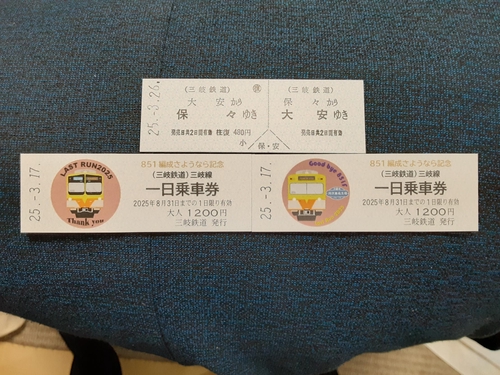 25.-3.26.
(三岐鉄道)
大安から
保々ゆき
発売当日共2日間有効 往復 480円
復
(三岐鉄道)
保々から
大安ゆき
発売当日共2日間有効
小 保・安
25.-3.17.
LAST RUN2025
Thank you
851編成さようなら記念
(三岐鉄道)三岐線
一日乗車券
2025年8月31日までの1日限り有効
大人 1200円
三岐鉄道 発行
25.-3.17.
Good bye 851
851編成さようなら記念
(三岐鉄道)三岐線
一日乗車券
2025年8月31日までの1日限り有効
大人 1200円
三岐鉄道 発行